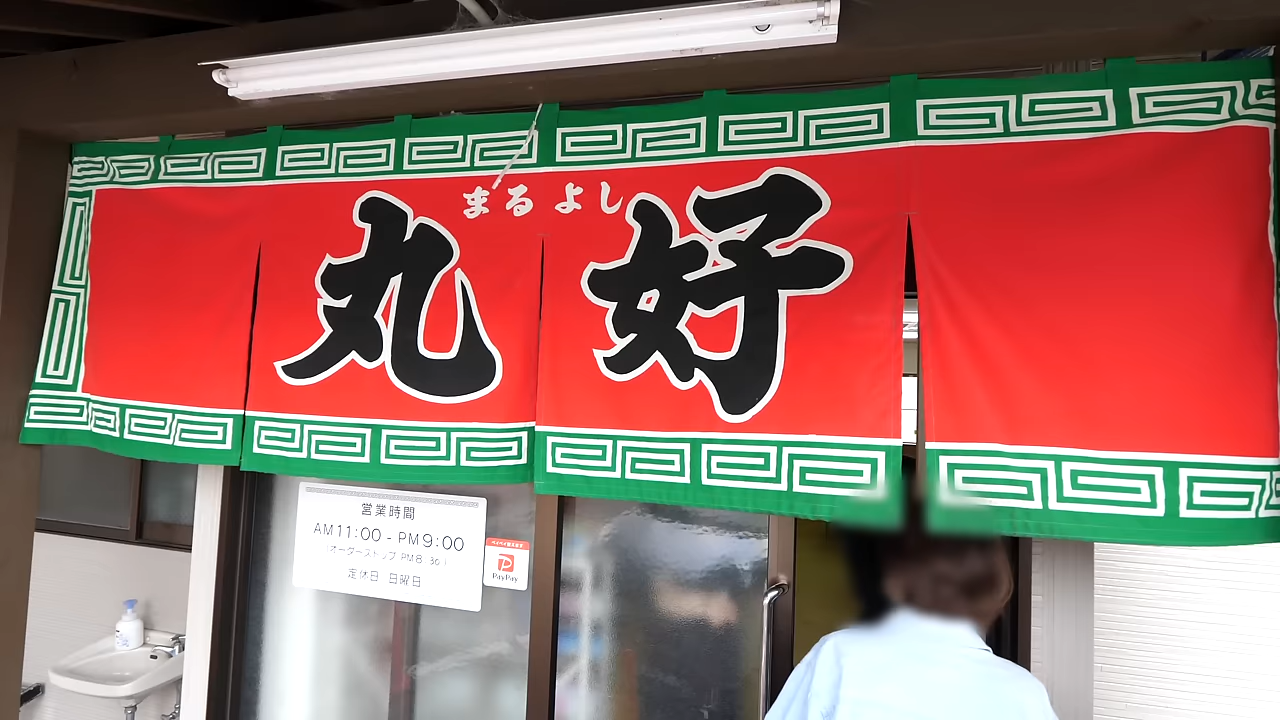 まるよし
丸好
営業時間
AM11:00 - PM9:00
(オーダーストップ PM8:30)
定休日 日曜日
PayPay